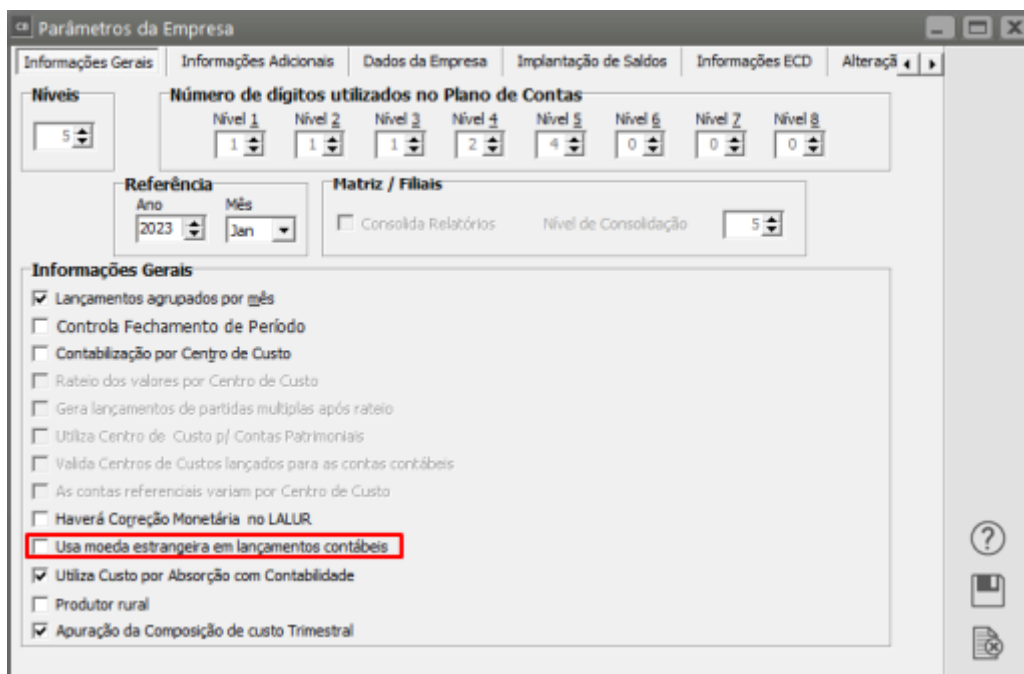 CB Parâmetros da Empresa
Informações Gerais Informações Adicionais Dados da Empresa Implantação de Saldos Informações ECD Alteraçã
Níveis Número de dígitos utilizados no Plano de Contas
Nível 1 Nível 2 Nível 3 Nível 4 Nível 5 Nível 6 Nível 7 Nível 8
5 1 1 1 2 4 0 0 0
Referência Matriz / Filiais
Ano Mês
2023 Jan Consolida Relatórios Nível de Consolidação 5
Informações Gerais
Lançamentos agrupados por mês
Controla Fechamento de Período
Contabilização por Centro de Custo
Rateio dos valores por Centro de Custo
Gera lançamentos de partidas multiplas após rateio
Utiliza Centro de Custo p/ Contas Patrimoniais
Valida Centros de Custos lançados para as contas contábeis
As contas referenciais variam por Centro de Custo
Haverá Correção Monetária no LALUR
Usa moeda estrangeira em lançamentos contábeis
Utiliza Custo por Absorção com Contabilidade
Produtor rural
Apuração da Composição de custo Trimestral